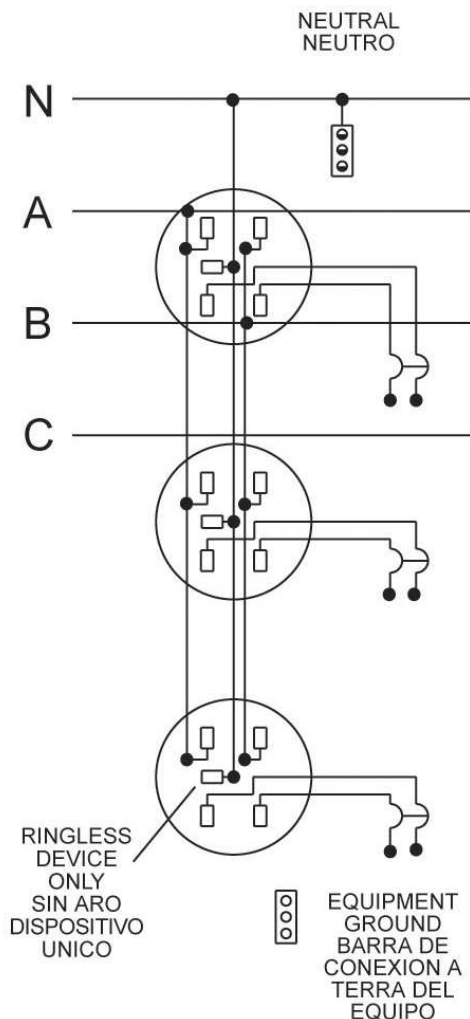 NEUTRAL
NEUTRO
N
A
B
C
RINGLESS
DEVICE
ONLY
SIN ARO
DISPOSITIVO
UNICO
EQUIPMENT
GROUND
BARRA DE
CONEXION A
TERRA DEL
EQUIPO